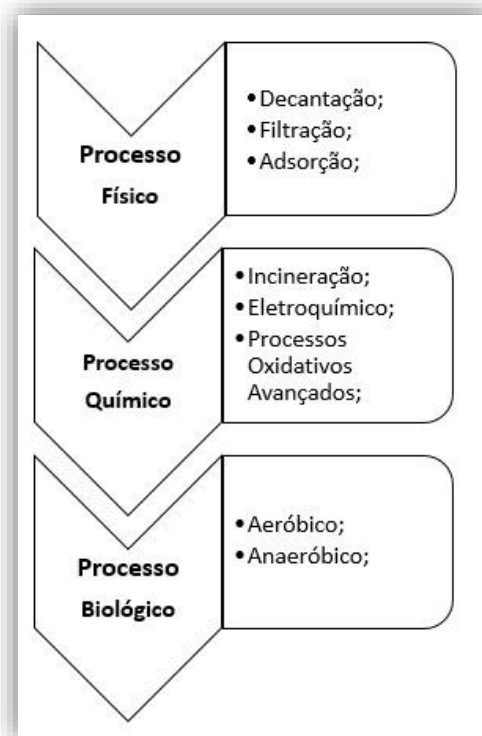 Processo
Físico
•Decantação;
•Filtração;
•Adsorção;
Processo
Químico
•Incineração;
•Eletroquímico;
•Processos
Oxidativos
Avançados;
Processo
Biológico
•Aeróbico;
•Anaeróbico;